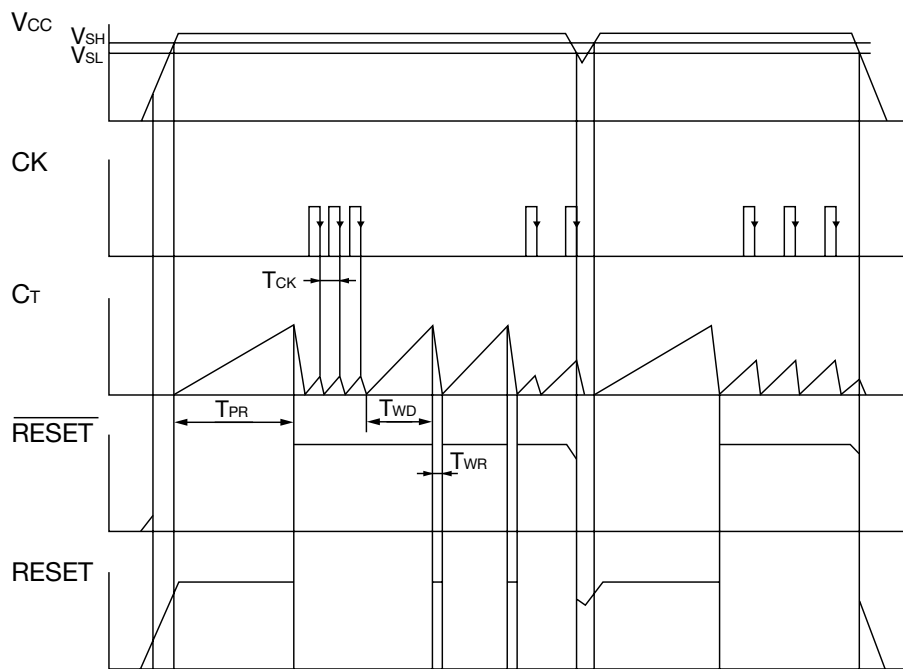 VCC
VSH
VSL
CK
TCK
CT
TPR
TWD
RESET
TWR
RESET